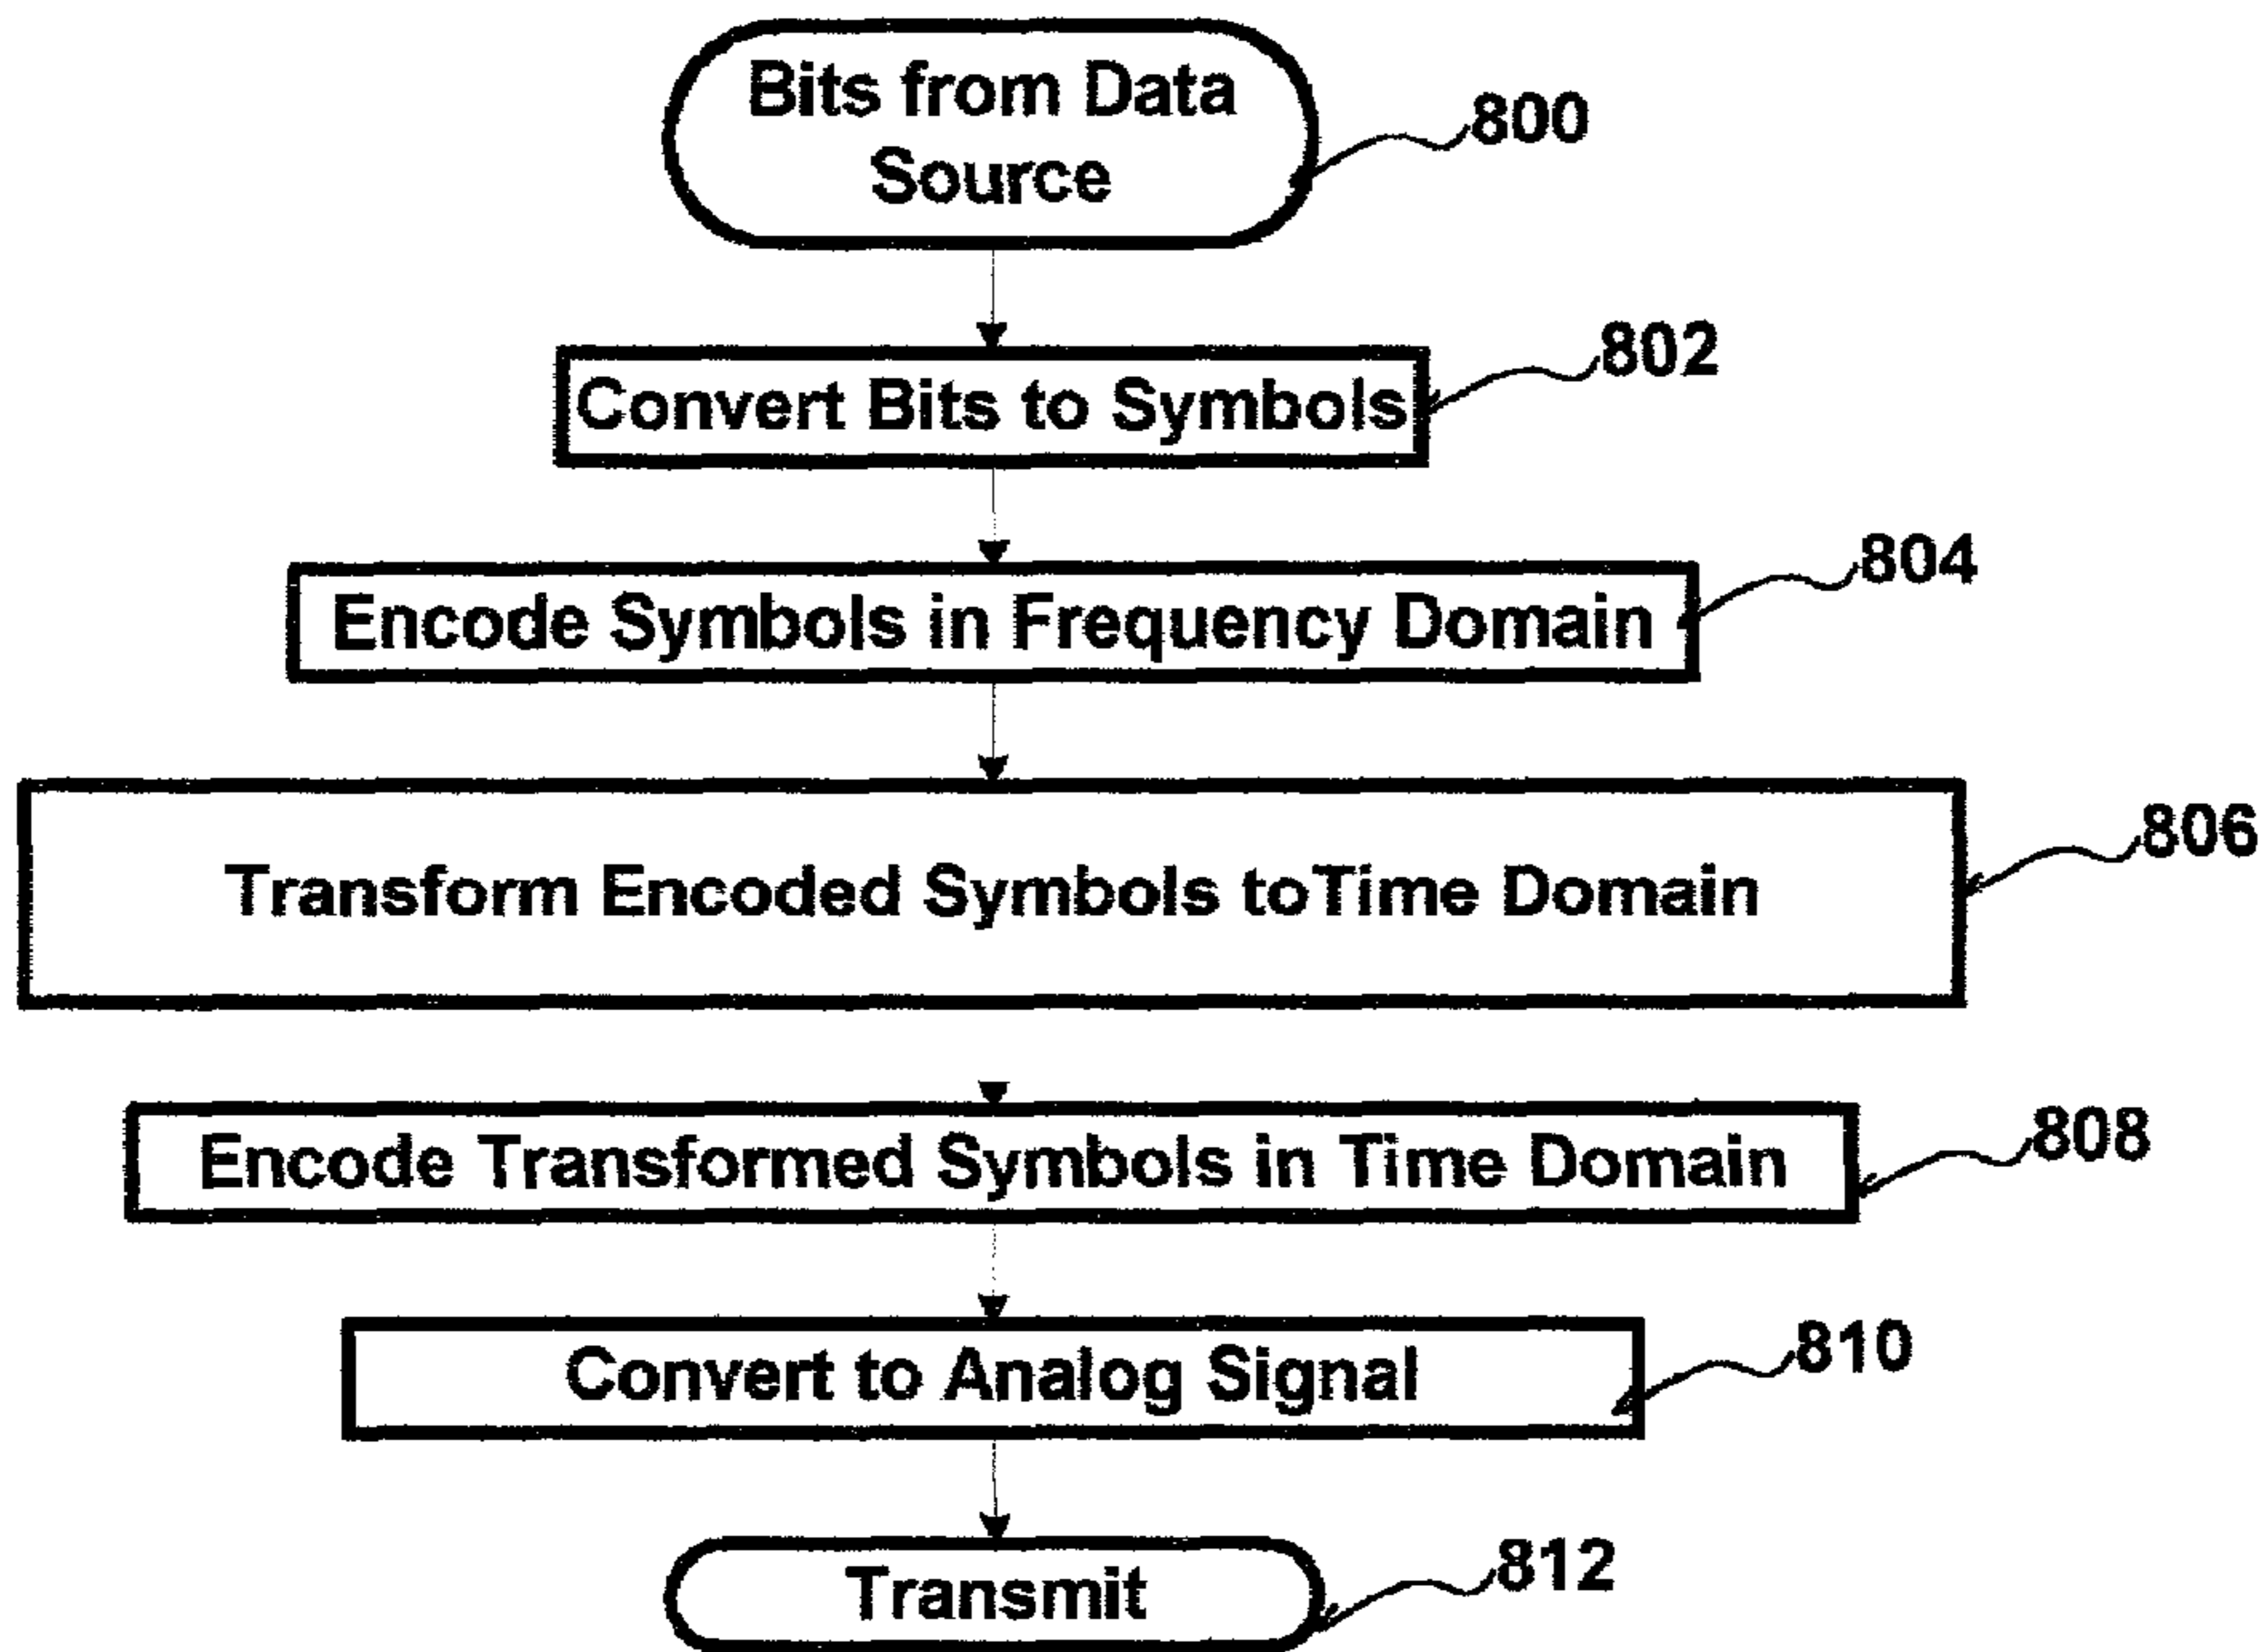 Bits from Data
Source
800
Convert Bits to Symbols
802
Encode Symbols in Frequency Domain
804
Transform Encoded Symbols toTime Domain
806
Encode Transformed Symbols in Time Domain
808
Convert to Analog Signal
810
Transmit
812